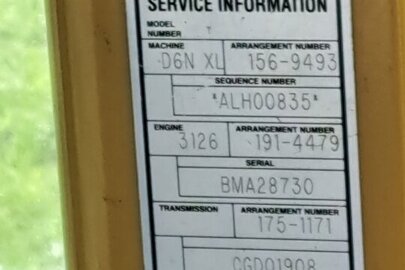 SERVICE INFORMATION
MODEL
NUMBER
MACHINE ARRANGEMENT NUMBER
D6N XL 156-9493
SEQUENCE NUMBER
*ALH00835*
ENGINE ARRANGEMENT NUMBER
3126 191-4479
SERIAL
BMA28730
TRANSMISSION ARRANGEMENT NUMBER
175-1171
CGD01908